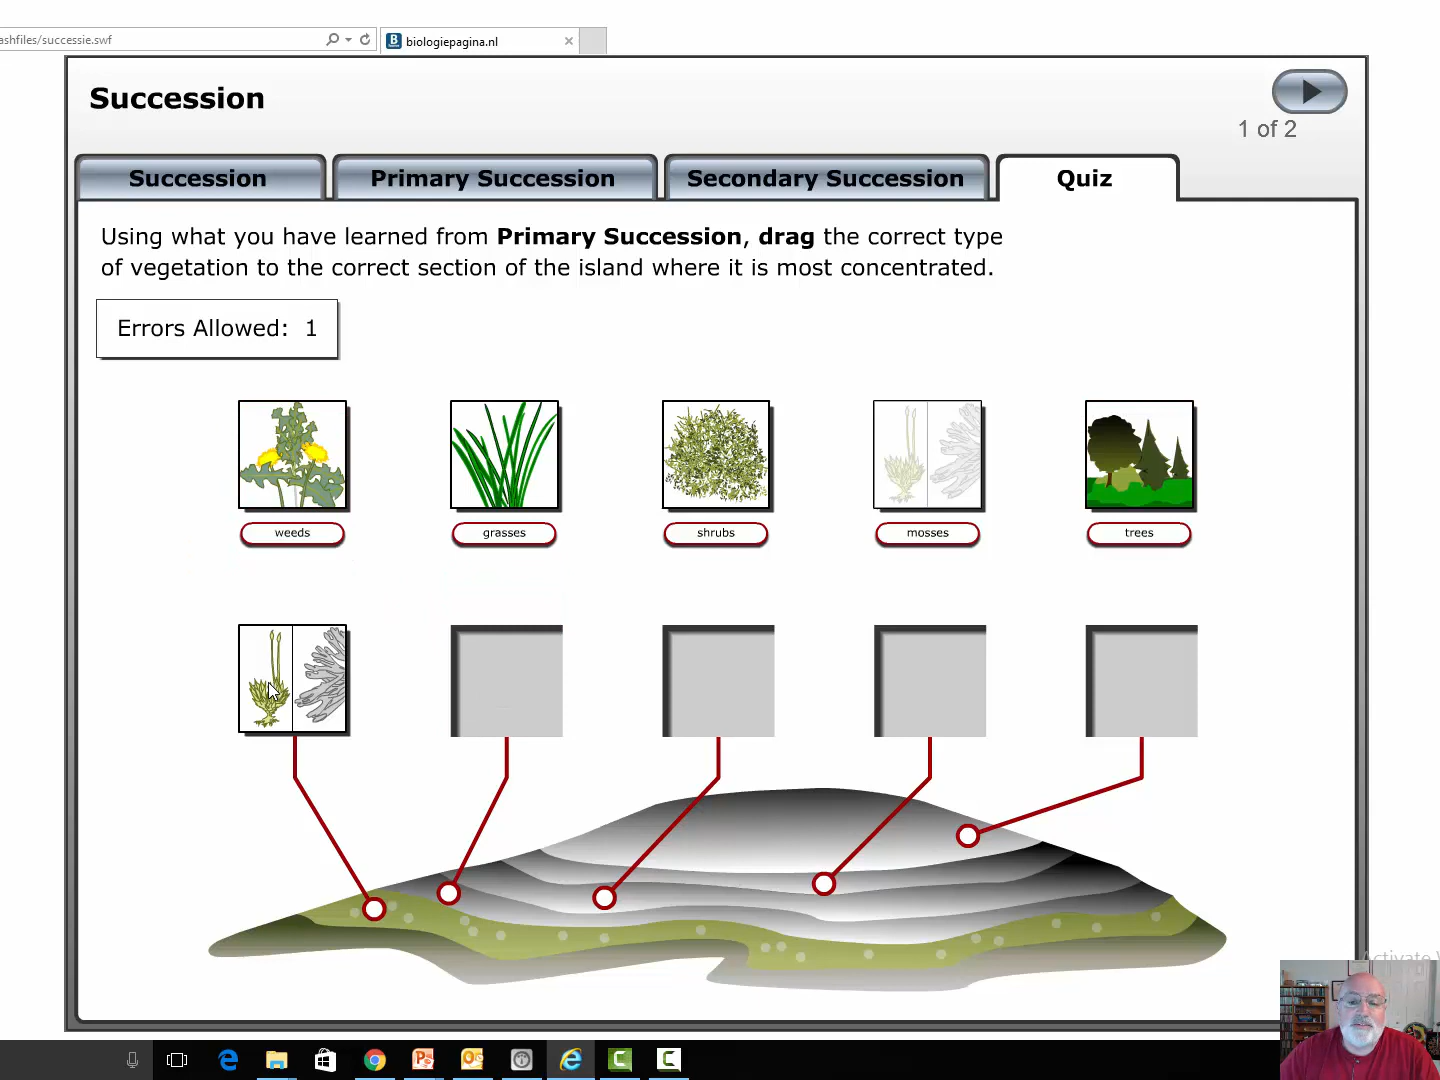 ashfiles/successie.swf
biologiepagina.nl
Succession
1 of 2
Succession
Primary Succession
Secondary Succession
Quiz
Using what you have learned from Primary Succession, drag the correct type
of vegetation to the correct section of the island where it is most concentrated.
Errors Allowed: 1
weeds
grasses
shrubs
mosses
trees
Activate